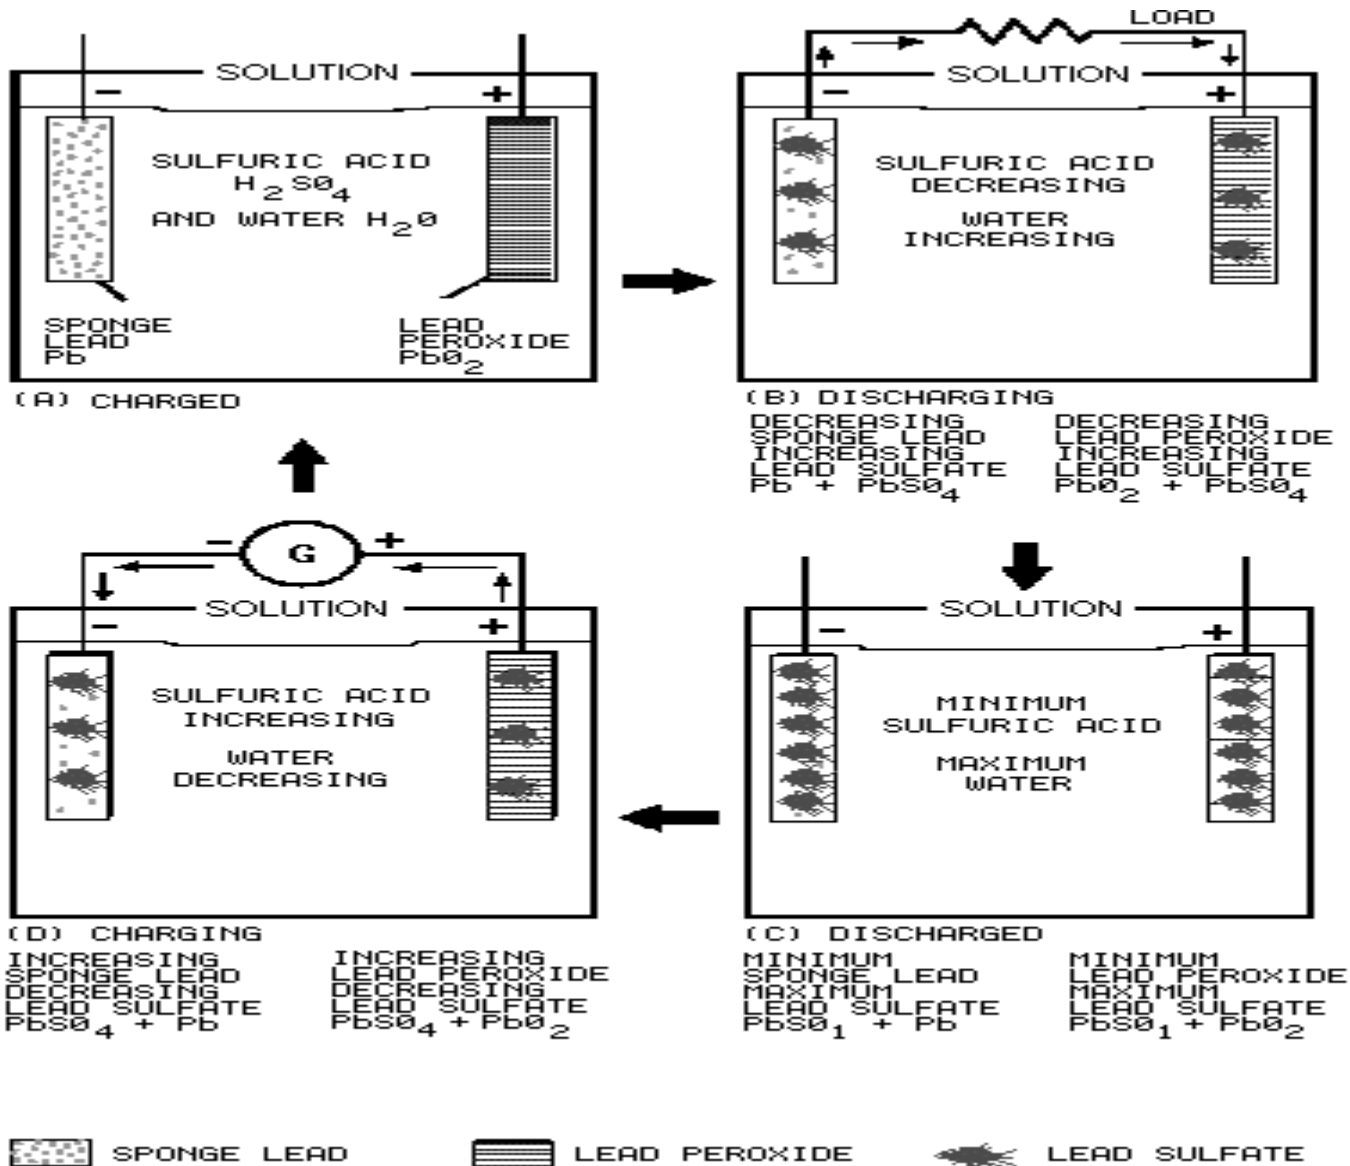 SOLUTION
−
+
SULFURIC ACID
H2SO4
AND WATER H2O
SPONGE
LEAD
Pb
LEAD
PEROXIDE
PbO2
(A) CHARGED
LOAD
SOLUTION
−
+
SULFURIC ACID
DECREASING
WATER
INCREASING
(B) DISCHARGING
DECREASING
SPONGE LEAD
INCREASING
LEAD SULFATE
Pb + PbSO4
DECREASING
LEAD PEROXIDE
INCREASING
LEAD SULFATE
PbO2 + PbSO4
−
G
+
SOLUTION
−
+
SULFURIC ACID
INCREASING
WATER
DECREASING
(D) CHARGING
INCREASING
SPONGE LEAD
DECREASING
LEAD SULFATE
PbSO4 + Pb
INCREASING
LEAD PEROXIDE
DECREASING
LEAD SULFATE
PbSO4 + PbO2
SOLUTION
−
+
MINIMUM
SULFURIC ACID
MAXIMUM
WATER
(C) DISCHARGED
MINIMUM
SPONGE LEAD
MAXIMUM
LEAD SULFATE
PbSO1 + Pb
MINIMUM
LEAD PEROXIDE
MAXIMUM
LEAD SULFATE
PbSO1 + PbO2
SPONGE LEAD
LEAD PEROXIDE
LEAD SULFATE